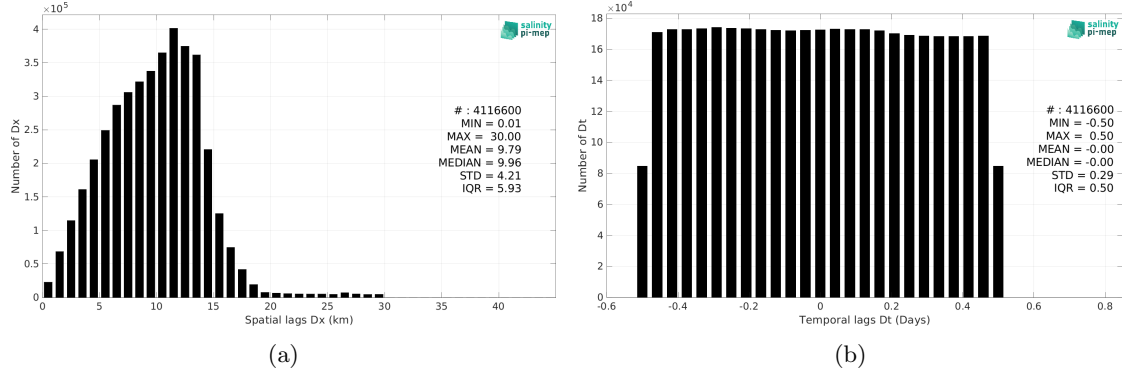 ×10^5
4
3.5
3
2.5
2
1.5
1
0.5
0
Number of Dx
0 5 10 15 20 25 30 35 40
Spatial lags Dx (km)
salinity
pi-mep
# : 4116600
MIN = 0.01
MAX = 30.00
MEAN = 9.79
MEDIAN = 9.96
STD = 4.21
IQR = 5.93
(a)
18 ×10^4
16
14
12
10
8
6
4
2
0
Number of Dt
-0.6 -0.4 -0.2 0 0.2 0.4 0.6 0.8
Temporal lags Dt (Days)
salinity
pi-mep
# : 4116600
MIN = -0.50
MAX = 0.50
MEAN = -0.00
MEDIAN = -0.00
STD = 0.29
IQR = 0.50
(b)